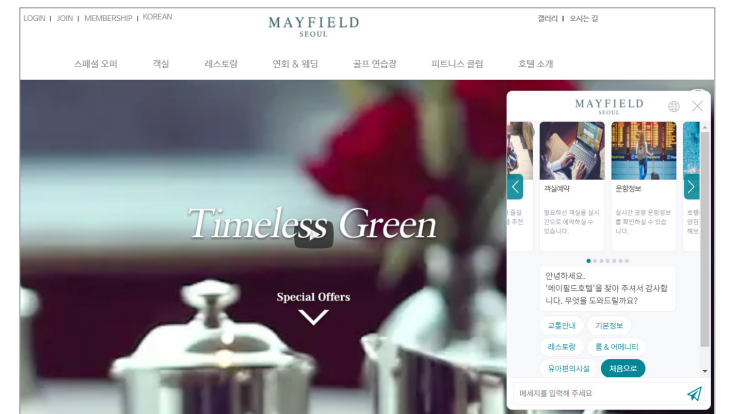 LOGIN I JOIN I MEMBERSHIP I KOREAN
MAYFIELD
SEOUL
갤러리 I 오시는 길
스페셜 오퍼 객실 레스토랑 연회 & 웨딩 골프 연습장 피트니스 클럽 호텔 소개
Timeless Green
Special Offers
MAYFIELD
SEOUL
객실예약
필요하신 객실을 실시
간으로 예약하실 수
있습니다.
운항정보
실시간 공항 운항정보
를 확인하실 수 있습
니다.
안녕하세요.
'메이필드호텔'을 찾아 주셔서 감사합
니다. 무엇을 도와드릴까요?
교통안내 기본정보
레스토랑 룸 & 어메니티
유아편의시설 처음으로
메세지를 입력해 주세요